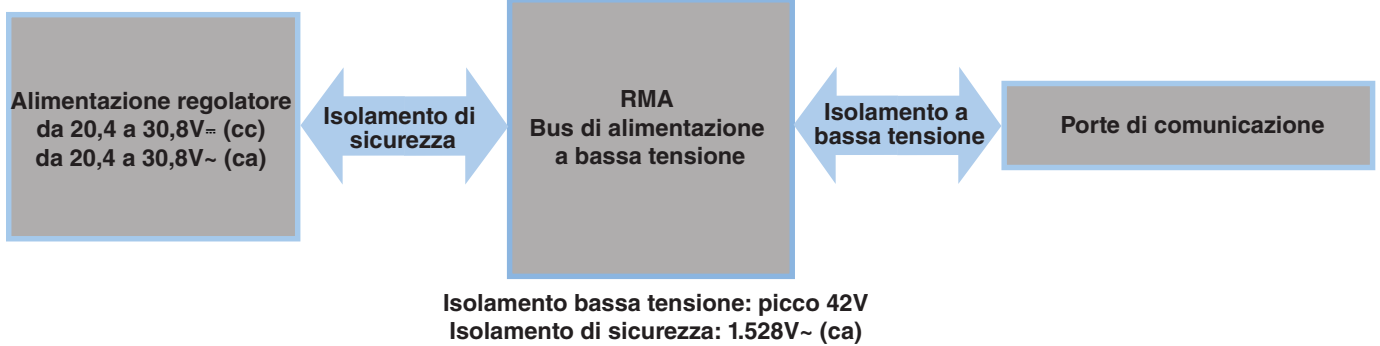 Alimentazione regolatore
da 20,4 a 30,8V⎓ (cc)
da 20,4 a 30,8V~ (ca)
Isolamento di
sicurezza
RMA
Bus di alimentazione
a bassa tensione
Isolamento a
bassa tensione
Porte di comunicazione
Isolamento bassa tensione: picco 42V
Isolamento di sicurezza: 1.528V~ (ca)